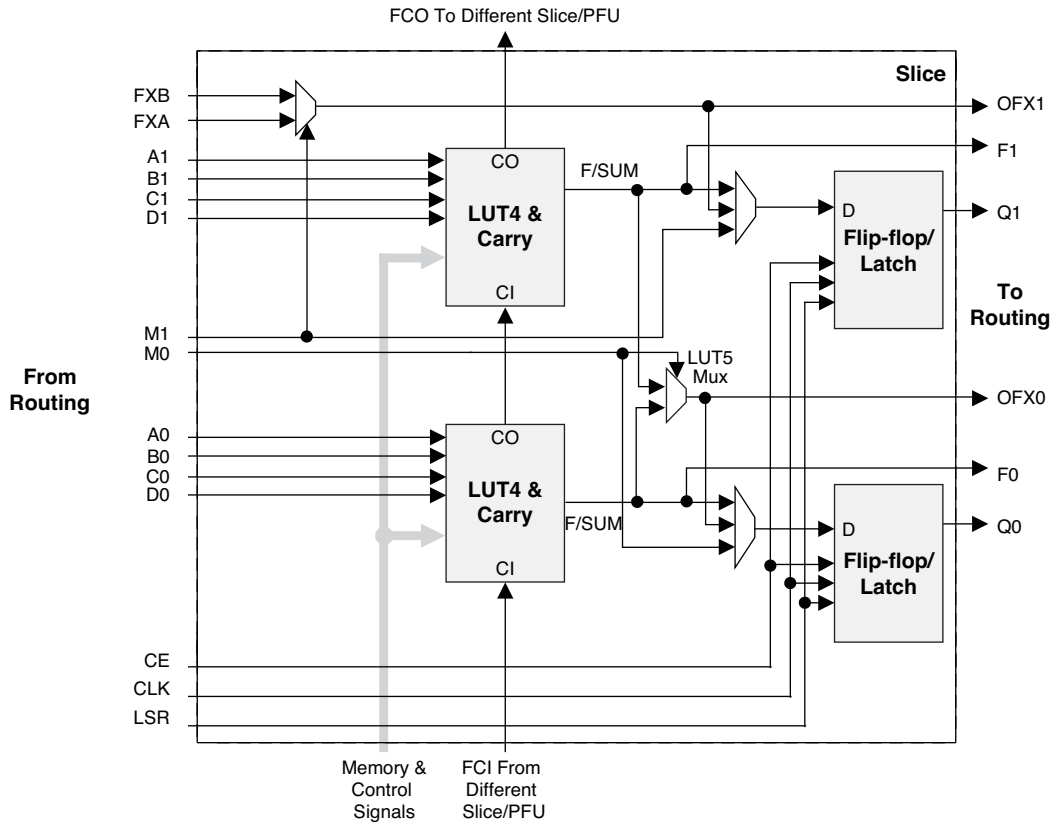 FCO To Different Slice/PFU
Slice
FXB
FXA
OFX1
F1
A1
B1
C1
D1
CO
F/SUM
LUT4 &
Carry
D
Flip-flop/
Latch
Q1
CI
To
Routing
M1
M0
LUT5
Mux
From
Routing
OFX0
A0
B0
C0
D0
CO
LUT4 &
Carry
F/SUM
F0
D
Flip-flop/
Latch
Q0
CI
CE
CLK
LSR
Memory &
Control
Signals
FCI From
Different
Slice/PFU